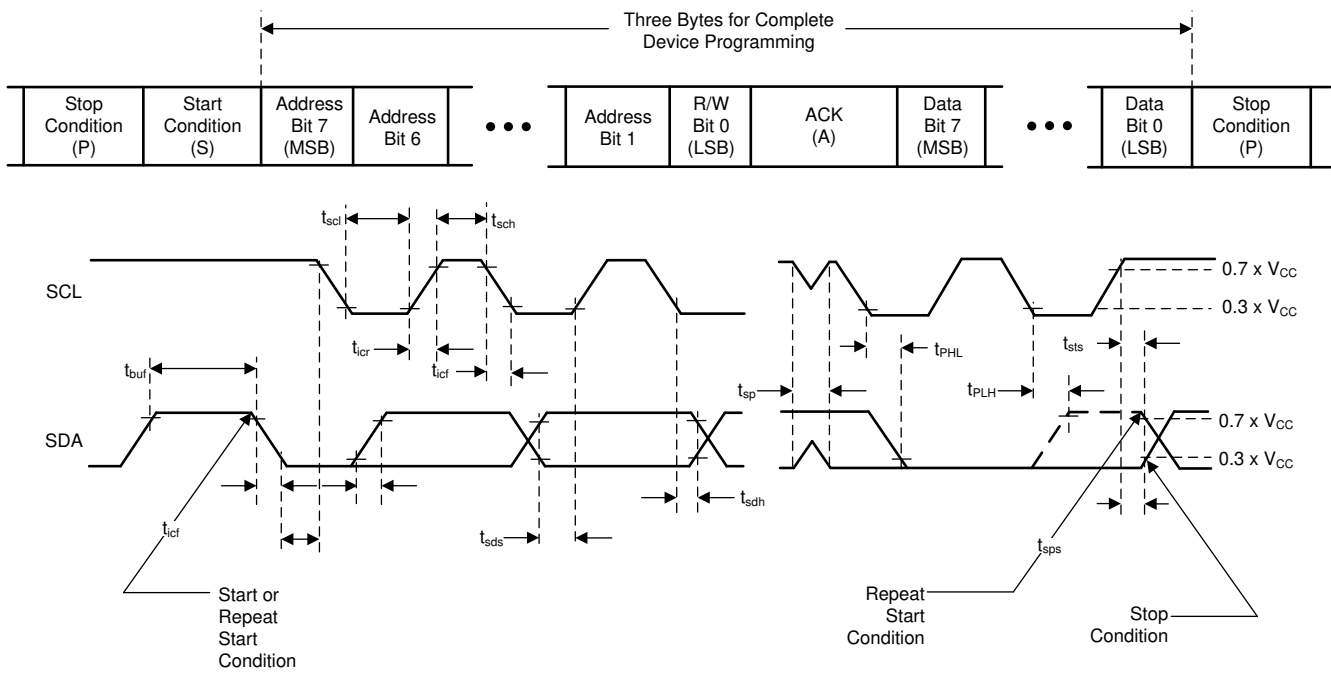 Three Bytes for Complete
Device Programming
Stop
Condition
(P)
Start
Condition
(S)
Address
Bit 7
(MSB)
Address
Bit 6
•••
Address
Bit 1
R/W
Bit 0
(LSB)
ACK
(A)
Data
Bit 7
(MSB)
•••
Data
Bit 0
(LSB)
Stop
Condition
(P)
tscl
tsch
SCL
0.7 x VCC
0.3 x VCC
ticr
ticf
tPHL
tsts
tbuf
tsp
tPLH
SDA
0.7 x VCC
0.3 x VCC
ticf
tsds
tsdh
tsps
Start or
Repeat
Start
Condition
Repeat
Start
Condition
Stop
Condition